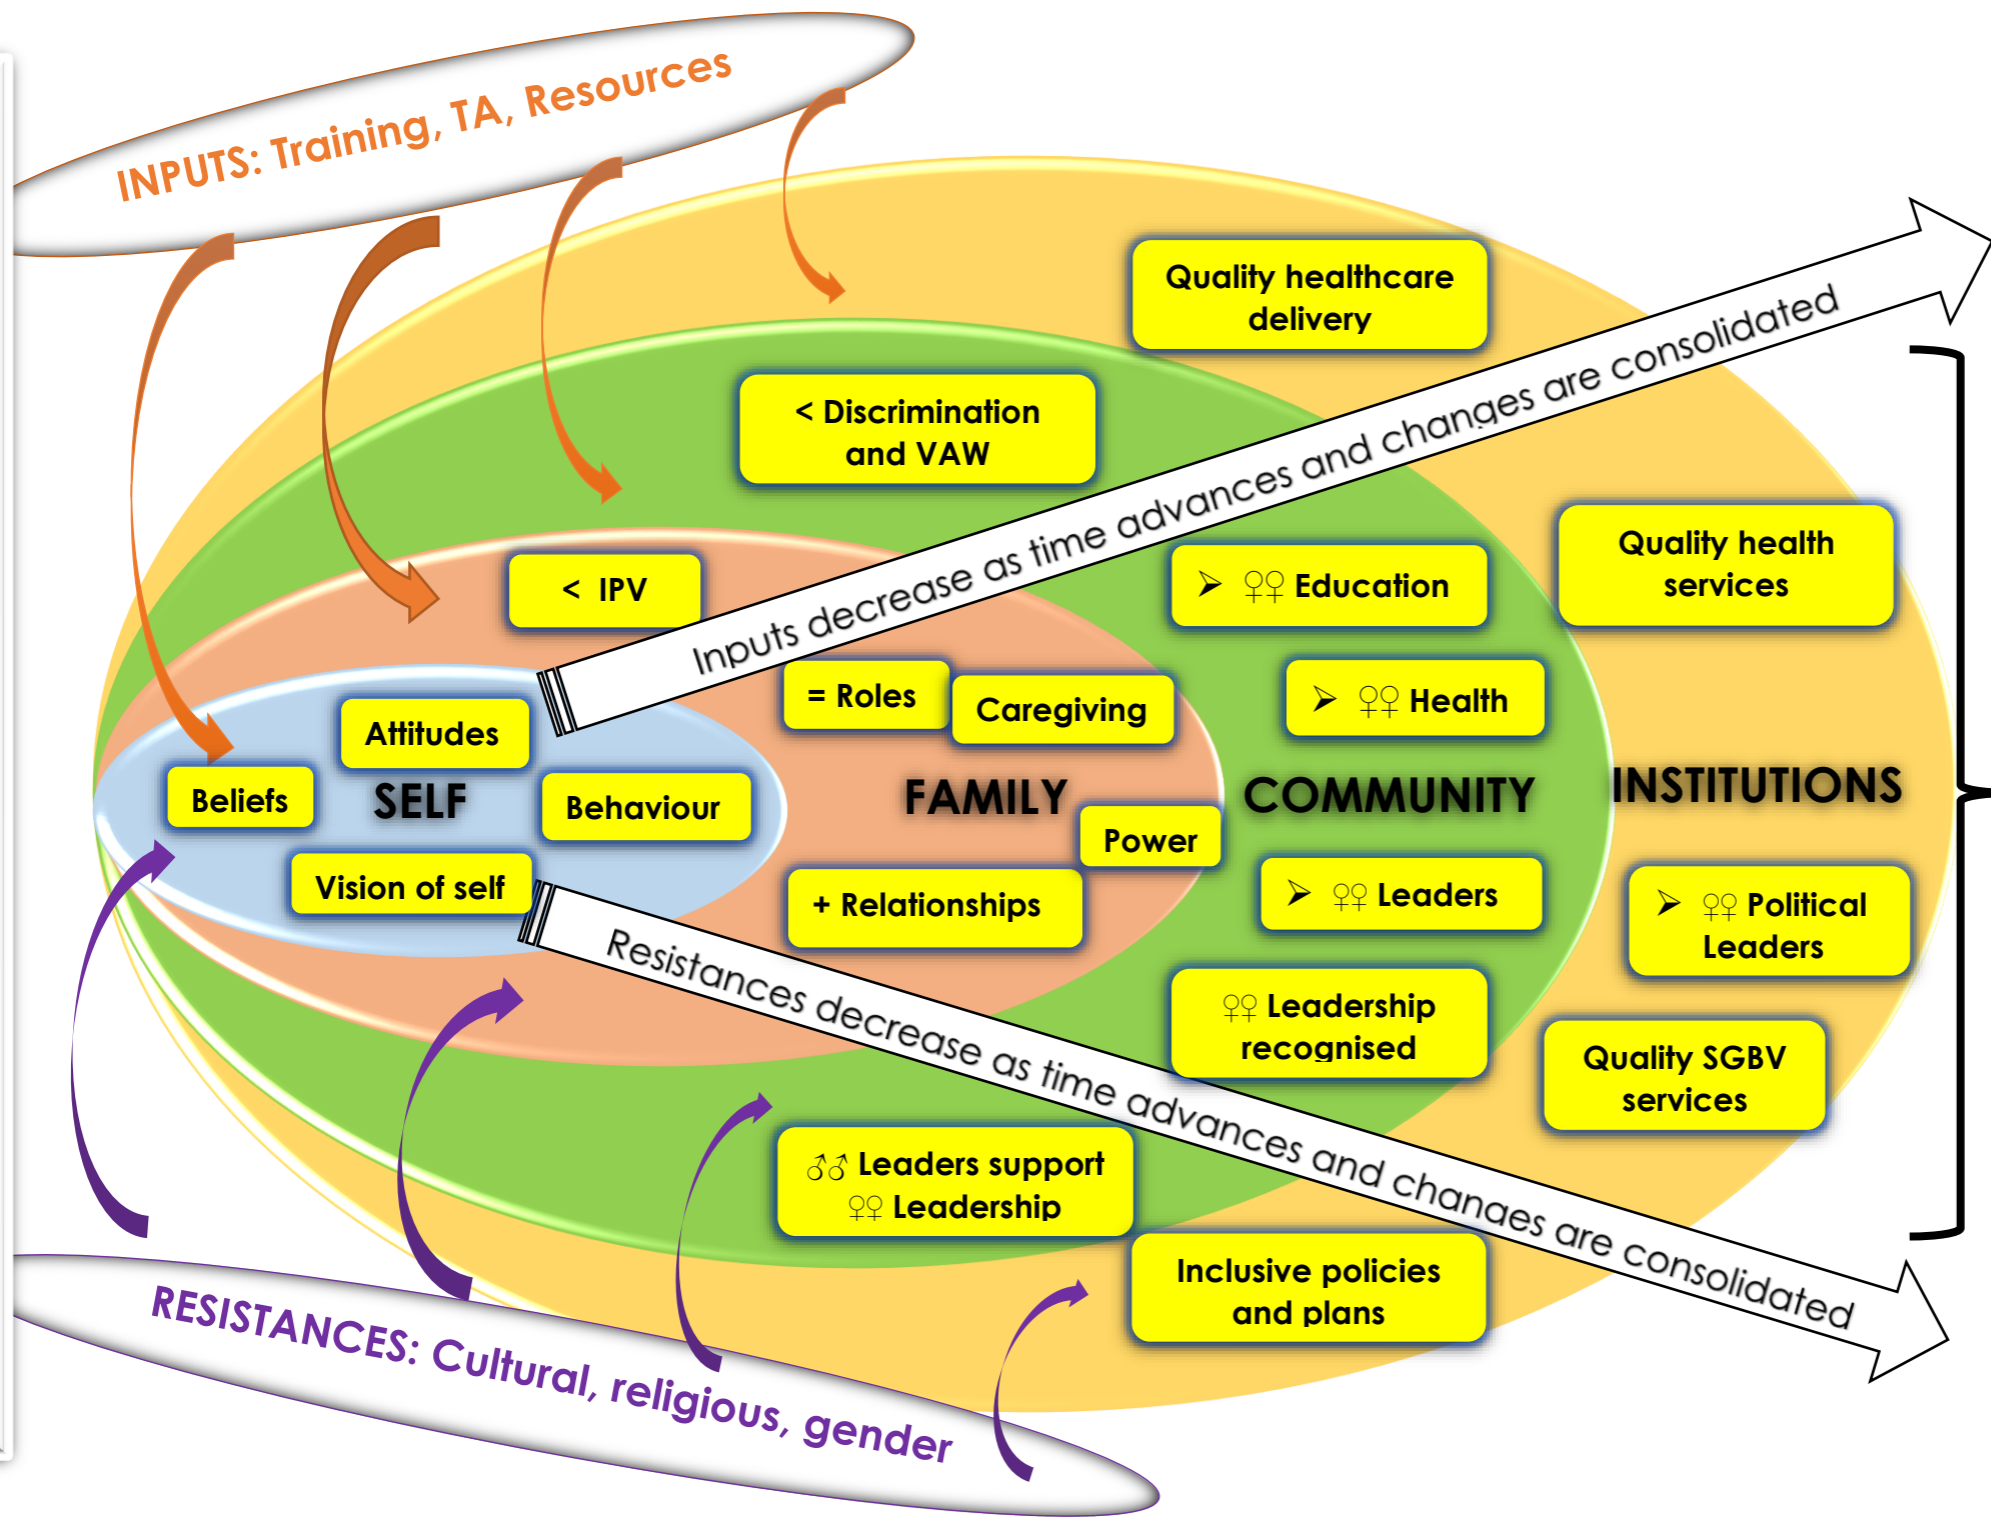 INPUTS: Training, TA, Resources
Quality healthcare
delivery
Inputs decrease as time advances and changes are consolidated
< Discrimination
and VAW
Quality health
services
< IPV
➢ ♀♀ Education
= Roles
Caregiving
➢ ♀♀ Health
Attitudes
Beliefs
SELF
Behaviour
FAMILY
COMMUNITY
INSTITUTIONS
Power
Vision of self
+ Relationships
➢ ♀♀ Leaders
➢ ♀♀ Political
Leaders
Resistances decrease as time advances and changes are consolidated
♀♀ Leadership
recognised
Quality SGBV
services
♂♂ Leaders support
♀♀ Leadership
Inclusive policies
and plans
RESISTANCES: Cultural, religious, gender